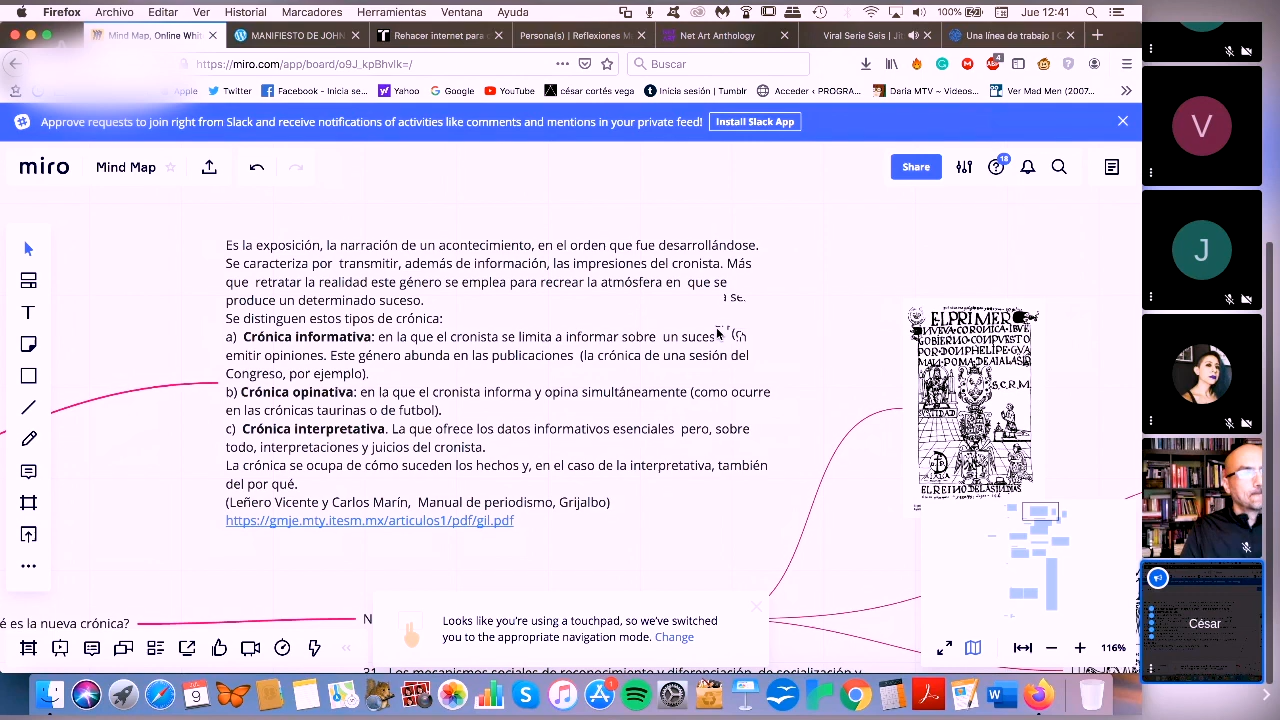 Firefox Archivo Editar Ver Historial Marcadores Herramientas Ventana Ayuda 100% Jue 12:41
Mind Map, Online Whit
MANIFIESTO DE JOHN
Rehacer internet para c
Persona(s) | Reflexiones M
Net Art Anthology
Viral Serie Seis | Jit
Una línea de trabajo | C
https://miro.com/app/board/o9J_kpBhvlk=/
Buscar
Apple Twitter Facebook - Inicia se... Yahoo Google YouTube césar cortés vega Inicia sesión | Tumblr Acceder ‹ PROGRA... Daria MTV ~ Videos... Ver Mad Men (2007...
Approve requests to join right from Slack and receive notifications of activities like comments and mentions in your private feed! Install Slack App
miro Mind Map Share 18
Es la exposición, la narración de un acontecimiento, en el orden que fue desarrollándose.
Se caracteriza por transmitir, además de información, las impresiones del cronista. Más
que retratar la realidad este género se emplea para recrear la atmósfera en que se
produce un determinado suceso.
Se distinguen estos tipos de crónica:
a) Crónica informativa: en la que el cronista se limita a informar sobre un suces
emitir opiniones. Este género abunda en las publicaciones (la crónica de una sesión del
Congreso, por ejemplo).
b) Crónica opinativa: en la que el cronista informa y opina simultáneamente (como ocurre
en las crónicas taurinas o de futbol).
c) Crónica interpretativa. La que ofrece los datos informativos esenciales pero, sobre
todo, interpretaciones y juicios del cronista.
La crónica se ocupa de cómo suceden los hechos y, en el caso de la interpretativa, también
del por qué.
(Leñero Vicente y Carlos Marín, Manual de periodismo, Grijalbo)
https://gmje.mty.itesm.mx/articulos1/pdf/gil.pdf
EL PRIMER
S.C.R.M.
é es la nueva crónica?
N
Looks like using a touchpad so we've switched
you to the navigation mode. Change
116%
V
J
César